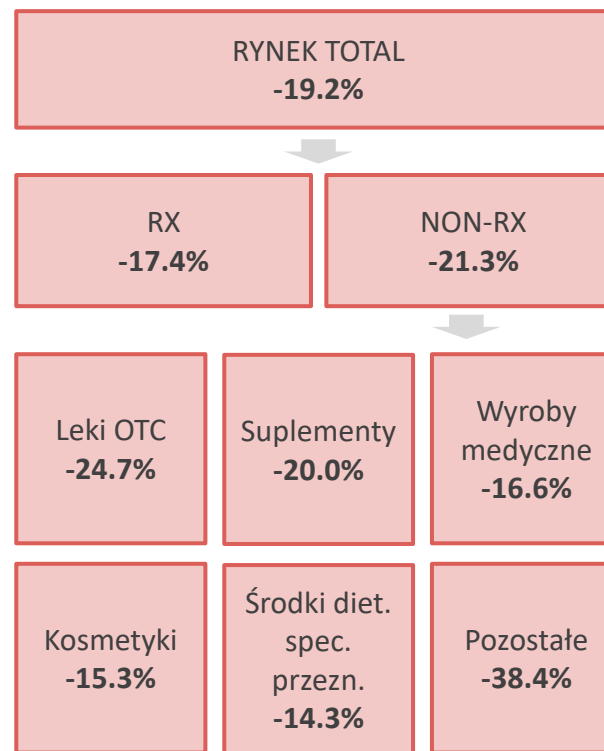 RYNEK TOTAL
-19.2%
RX
-17.4%
NON-RX
-21.3%
Leki OTC
-24.7%
Suplementy
-20.0%
Wyroby
medyczne
-16.6%
Kosmetyki
-15.3%
Środki diet.
spec.
przezn.
-14.3%
Pozostałe
-38.4%